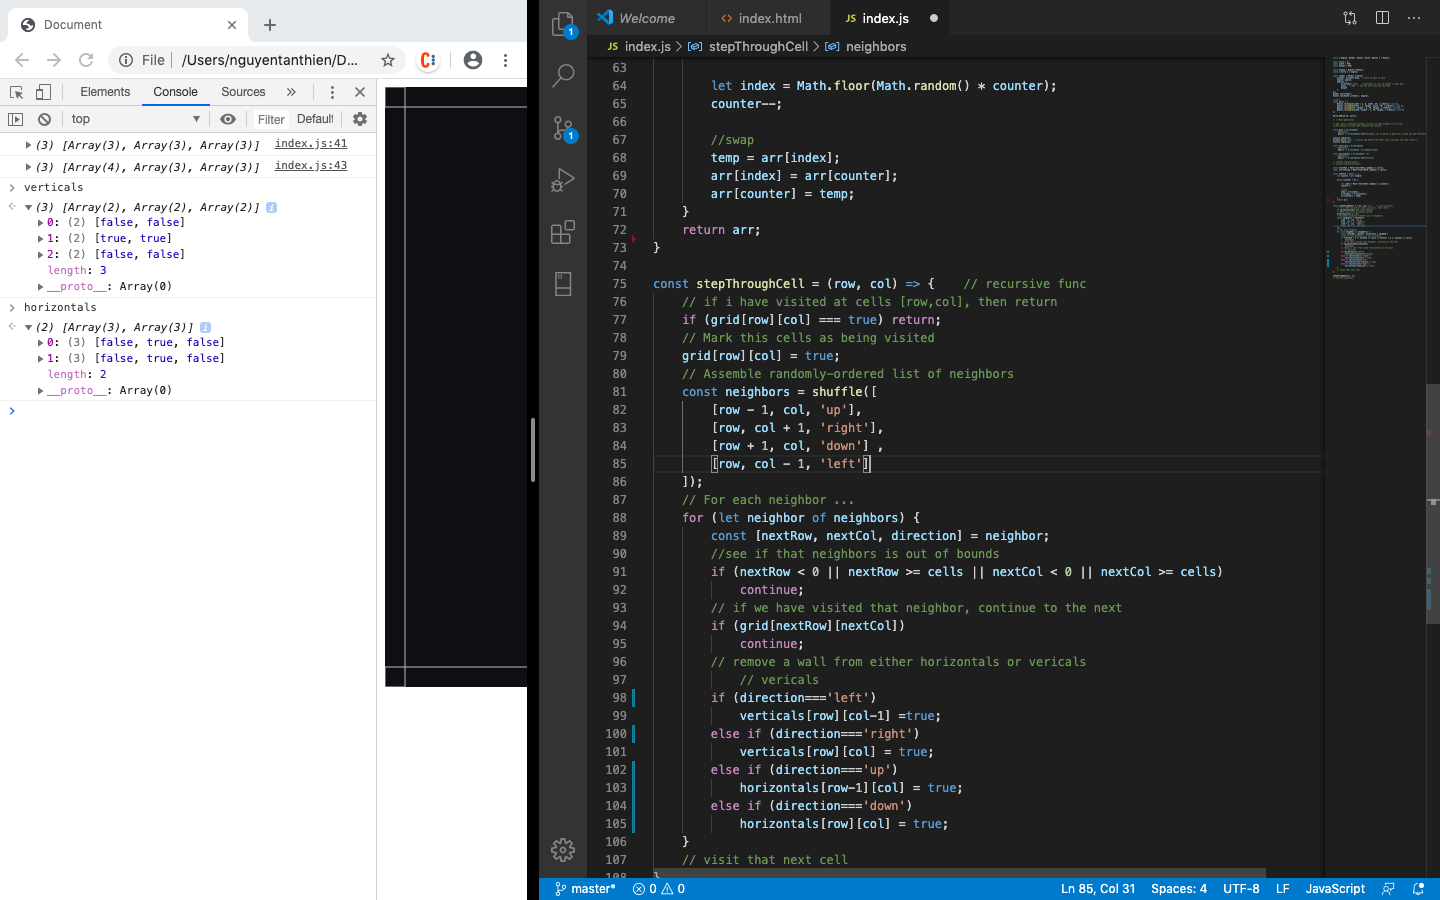 Document
File
/Users/nguyentanthien/D...
Elements
Console
Sources
top
Filter
Default
(3) [Array(3), Array(3), Array(3)]
index.js:41
(3) [Array(4), Array(3), Array(3)]
index.js:43
verticals
(3) [Array(2), Array(2), Array(2)]
0: (2) [false, false]
1: (2) [true, true]
2: (2) [false, false]
length: 3
__proto__: Array(0)
horizontals
(2) [Array(3), Array(3)]
0: (3) [false, true, false]
1: (3) [false, true, false]
length: 2
__proto__: Array(0)
Welcome
index.html
JS index.js
JS index.js > stepThroughCell > neighbors
63
64 let index = Math.floor(Math.random() * counter);
65 counter--;
66
67 //swap
68 temp = arr[index];
69 arr[index] = arr[counter];
70 arr[counter] = temp;
71 }
72 return arr;
73 }
74
75 const stepThroughCell = (row, col) => { // recursive func
76 // if i have visited at cells [row,col], then return
77 if (grid[row][col] === true) return;
78 // Mark this cells as being visited
79 grid[row][col] = true;
80 // Assemble randomly-ordered list of neighbors
81 const neighbors = shuffle([
82 [row - 1, col, 'up'],
83 [row, col + 1, 'right'],
84 [row + 1, col, 'down'] ,
85 [row, col - 1, 'left']
86 ]);
87 // For each neighbor ...
88 for (let neighbor of neighbors) {
89 const [nextRow, nextCol, direction] = neighbor;
90 //see if that neighbors is out of bounds
91 if (nextRow < 0 || nextRow >= cells || nextCol < 0 || nextCol >= cells)
92 continue;
93 // if we have visited that neighbor, continue to the next
94 if (grid[nextRow][nextCol])
95 continue;
96 // remove a wall from either horizontals or vericals
97 // vericals
98 if (direction==='left')
99 verticals[row][col-1] =true;
100 else if (direction==='right')
101 verticals[row][col] = true;
102 else if (direction==='up')
103 horizontals[row-1][col] = true;
104 else if (direction==='down')
105 horizontals[row][col] = true;
106 }
107 // visit that next cell
108 }
1
1
master*
0
0
Ln 85, Col 31
Spaces: 4
UTF-8
LF
JavaScript